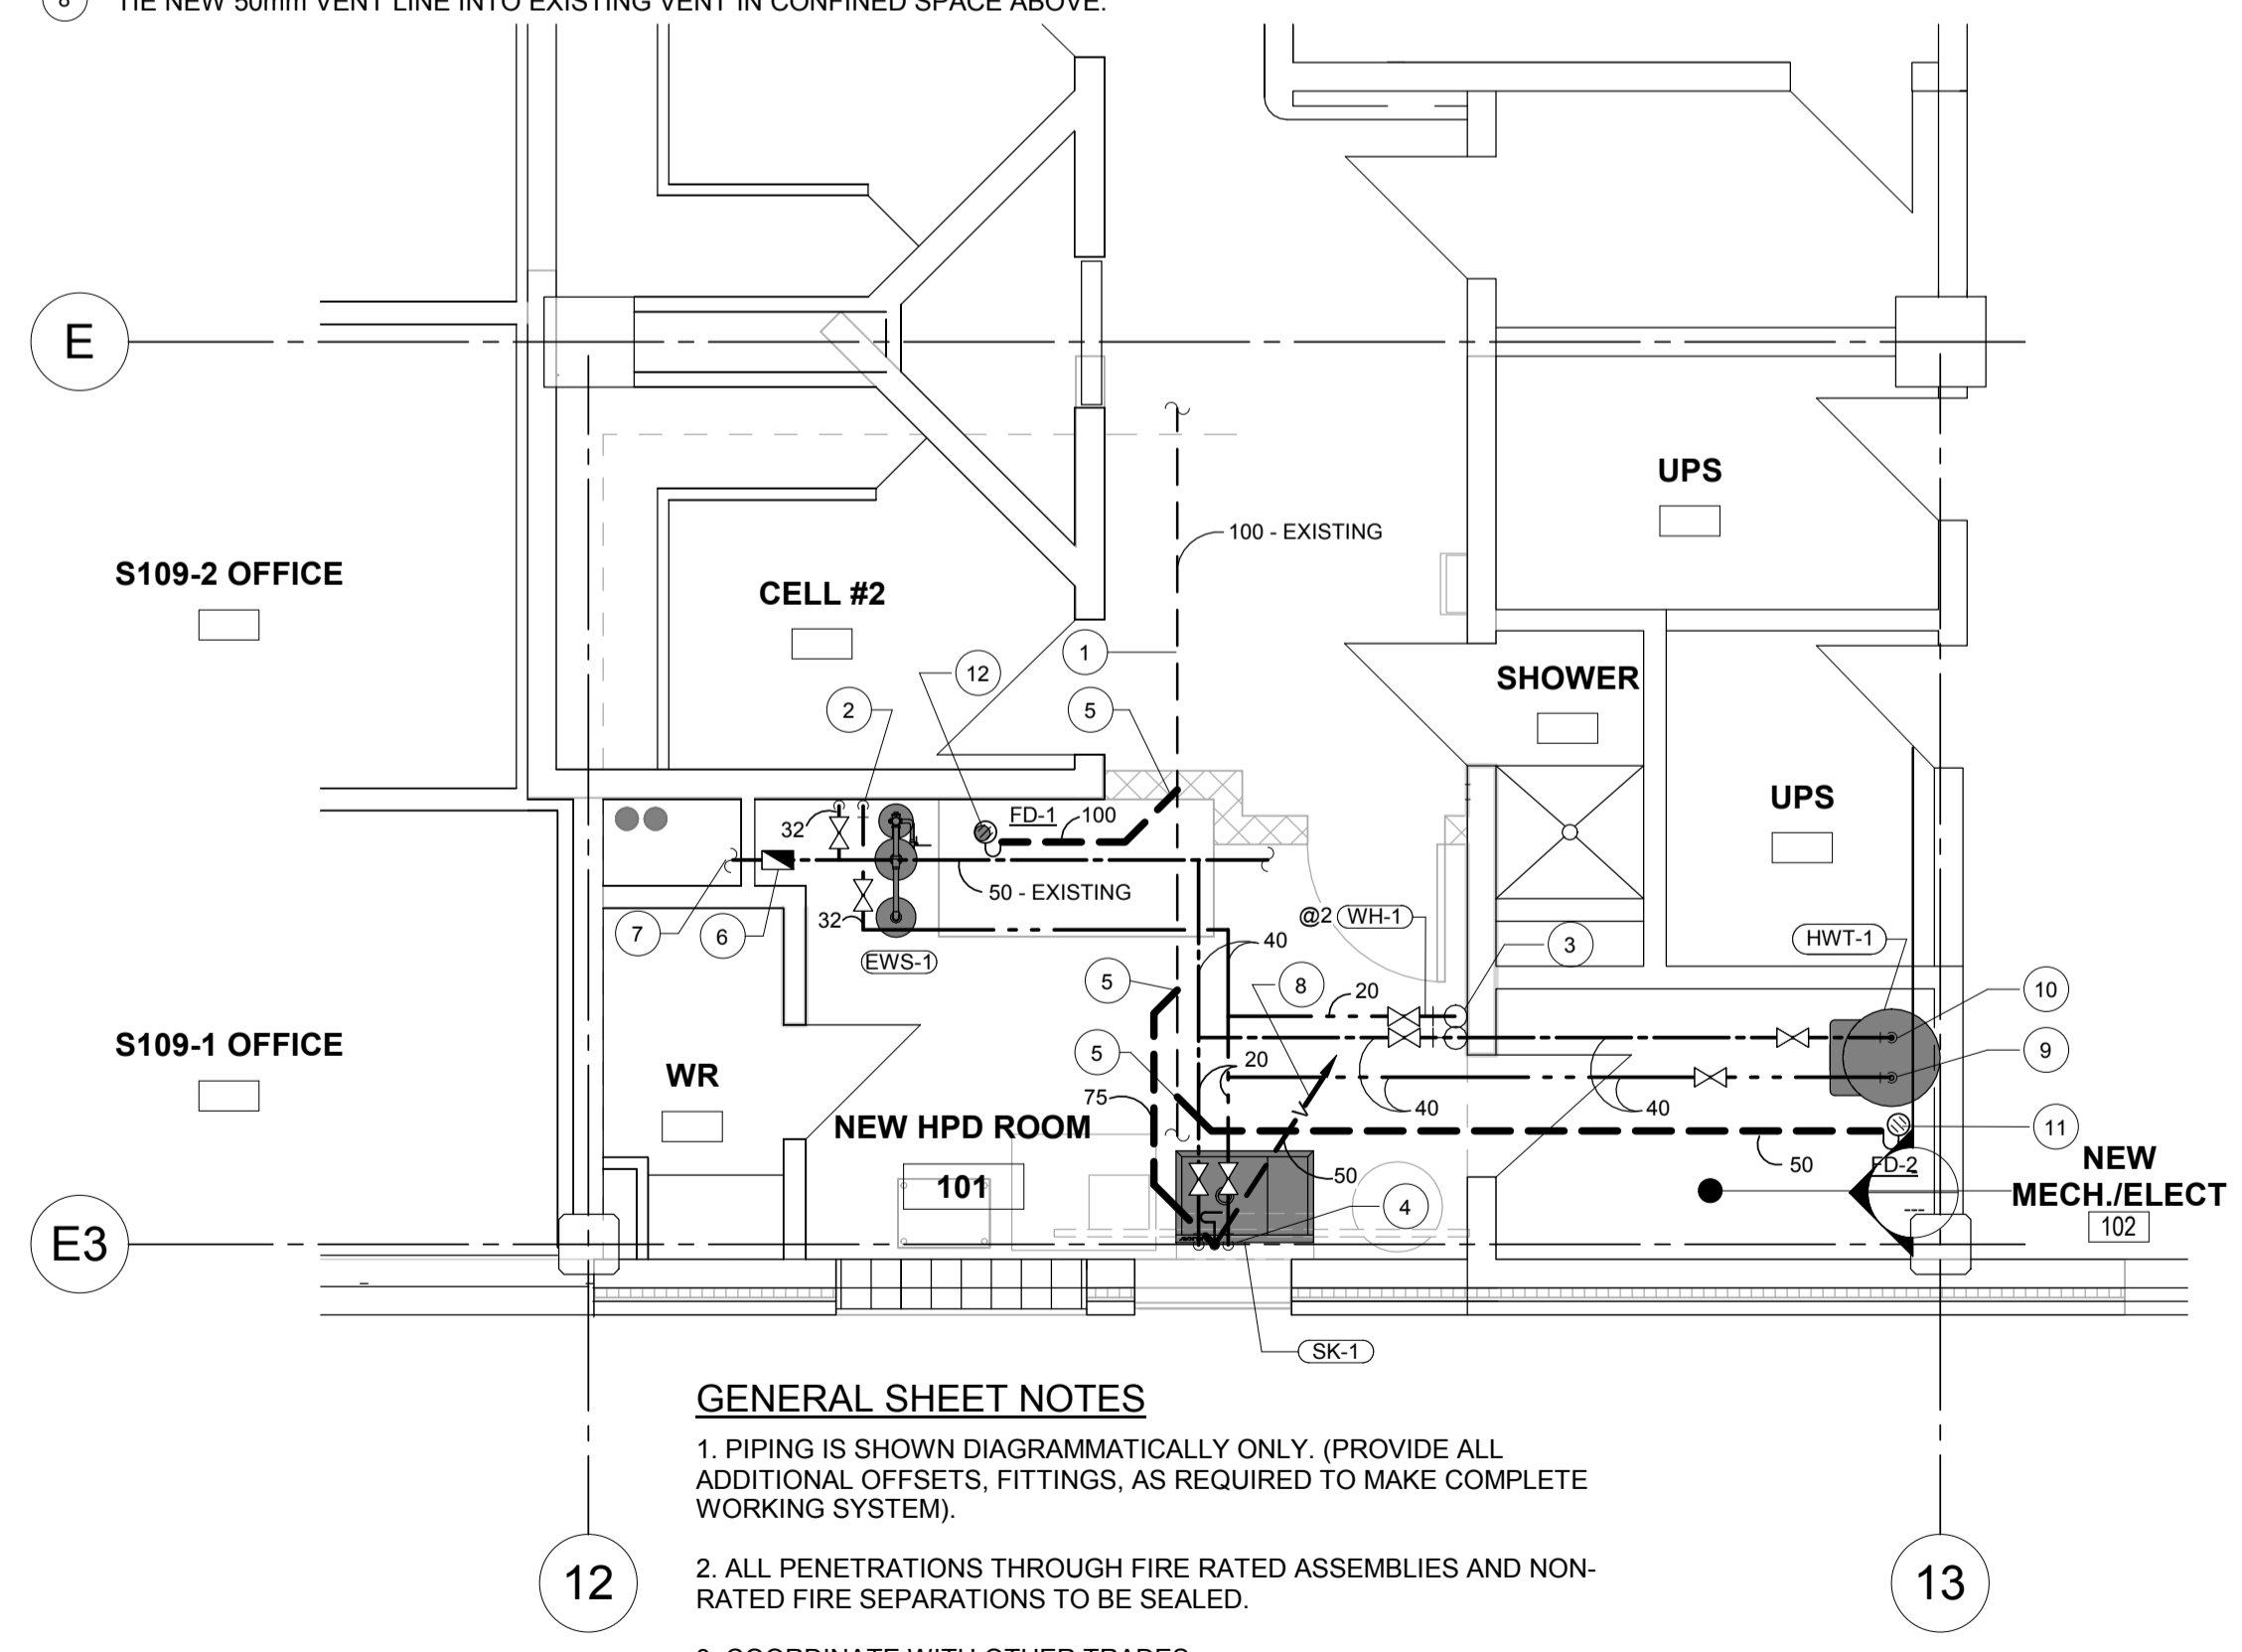 8 TIE NEW 50mm VENT LINE INTO EXISTING VENT IN CONFINED SPACE ABOVE.
E
UPS
100 - EXISTING
S109-2 OFFICE
CELL #2
1
12
SHOWER
2
5
UPS
FD-1
100
32
50 - EXISTING
32
@2 WH-1
7
6
HWT-1
40
3
EWS-1
5
8
20
10
S109-1 OFFICE
5
20
9
WR
75
40
40
NEW HPD ROOM
101
11
50
50
FD-2
NEW
MECH./ELECT
102
4
V
---
E3
SK-1
GENERAL SHEET NOTES
1. PIPING IS SHOWN DIAGRAMMATICALLY ONLY. (PROVIDE ALL
ADDITIONAL OFFSETS, FITTINGS, AS REQUIRED TO MAKE COMPLETE
WORKING SYSTEM).
2. ALL PENETRATIONS THROUGH FIRE RATED ASSEMBLIES AND NON-
RATED FIRE SEPARATIONS TO BE SEALED.
12
13
3. COORDINATE WITH OTHER TRADES